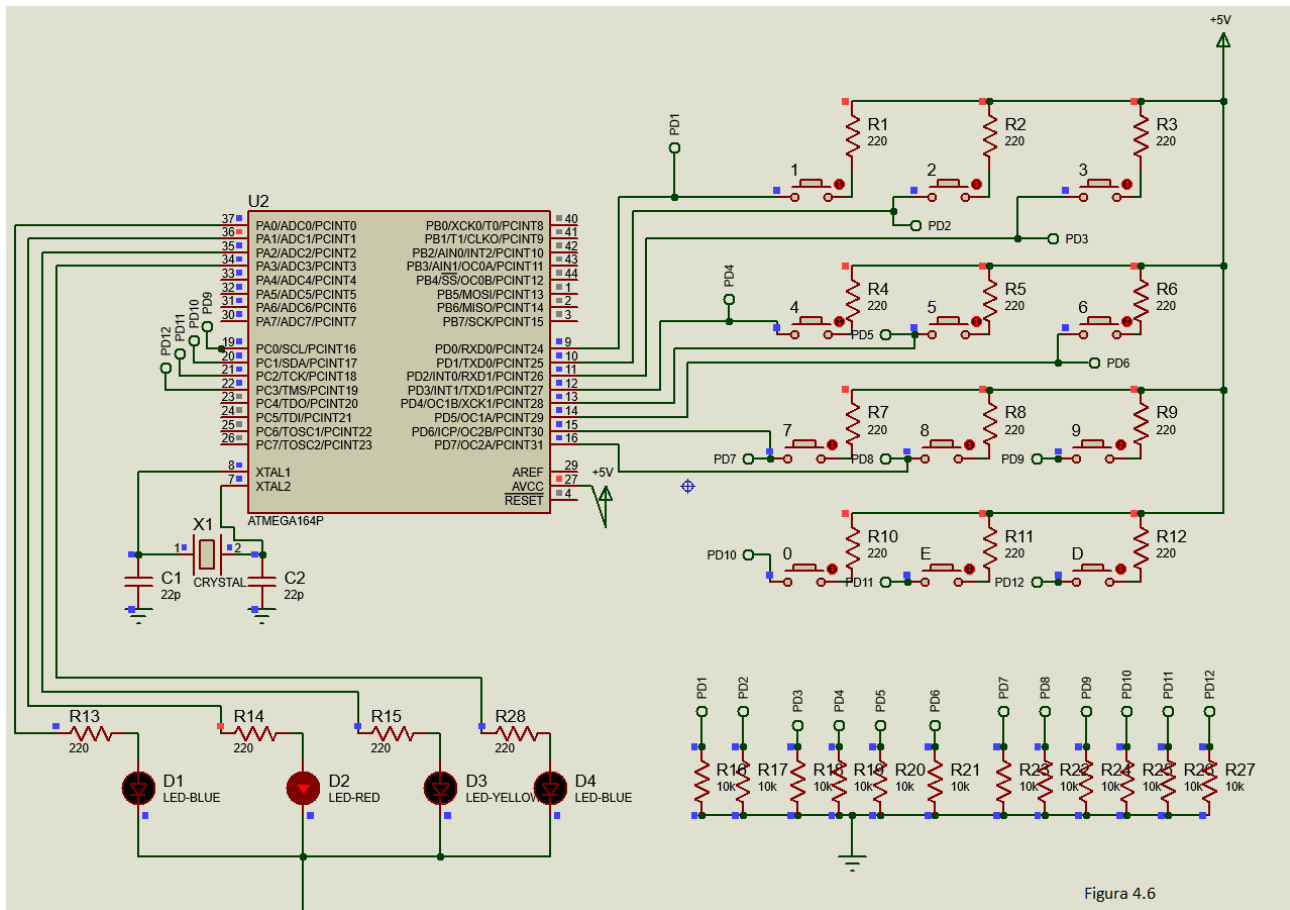 +5V
PD1
R1
220
R2
220
R3
220
1
2
3
PD2
PD3
U2
37
36
35
34
33
32
31
30
PA0/ADC0/PCINT0
PA1/ADC1/PCINT1
PA2/ADC2/PCINT2
PA3/ADC3/PCINT3
PA4/ADC4/PCINT4
PA5/ADC5/PCINT5
PA6/ADC6/PCINT6
PA7/ADC7/PCINT7
PB0/XCK0/T0/PCINT8
PB1/T1/CLKO/PCINT9
PB2/AIN0/INT2/PCINT10
PB3/AIN1/OC0A/PCINT11
PB4/SS/OC0B/PCINT12
PB5/MOSI/PCINT13
PB6/MISO/PCINT14
PB7/SCK/PCINT15
40
41
42
43
44
1
2
3
PD9
PD10
PD11
PD12
19
20
21
22
23
24
25
26
PC0/SCL/PCINT16
PC1/SDA/PCINT17
PC2/TCK/PCINT18
PC3/TMS/PCINT19
PC4/TDO/PCINT20
PC5/TDI/PCINT21
PC6/TOSC1/PCINT22
PC7/TOSC2/PCINT23
PD0/RXD0/PCINT24
PD1/TXD0/PCINT25
PD2/INT0/RXD1/PCINT26
PD3/INT1/TXD1/PCINT27
PD4/OC1B/XCK1/PCINT28
PD5/OC1A/PCINT29
PD6/ICP/OC2B/PCINT30
PD7/OC2A/PCINT31
9
10
11
12
13
14
15
16
8
7
XTAL1
XTAL2
AREF
AVCC
RESET
29
27
4
+5V
ATMEGA164P
PD4
R4
220
R5
220
R6
220
4
PD5
5
6
PD6
R7
220
R8
220
R9
220
7
8
9
PD7
PD8
PD9
R10
220
R11
220
R12
220
PD10
0
E
D
PD11
PD12
X1
1
2
CRYSTAL
C1
22p
C2
22p
R13
220
R14
220
R15
220
R28
220
D1
LED-BLUE
D2
LED-RED
D3
LED-YELLOW
D4
LED-BLUE
PD1
PD2
PD3
PD4
PD5
PD6
PD7
PD8
PD9
PD10
PD11
PD12
R16
10k
R17
10k
R18
10k
R19
10k
R20
10k
R21
10k
R23
10k
R22
10k
R24
10k
R25
10k
R26
10k
R27
10k
Figura 4.6